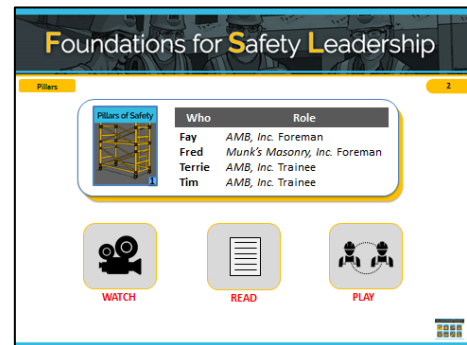 Foundations for Safety Leadership
Pillars
2
Pillars of Safety
1
Who Role
Fay AMB, Inc. Foreman
Fred Munk's Masonry, Inc. Foreman
Terrie AMB, Inc. Trainee
Tim AMB, Inc. Trainee
WATCH READ PLAY